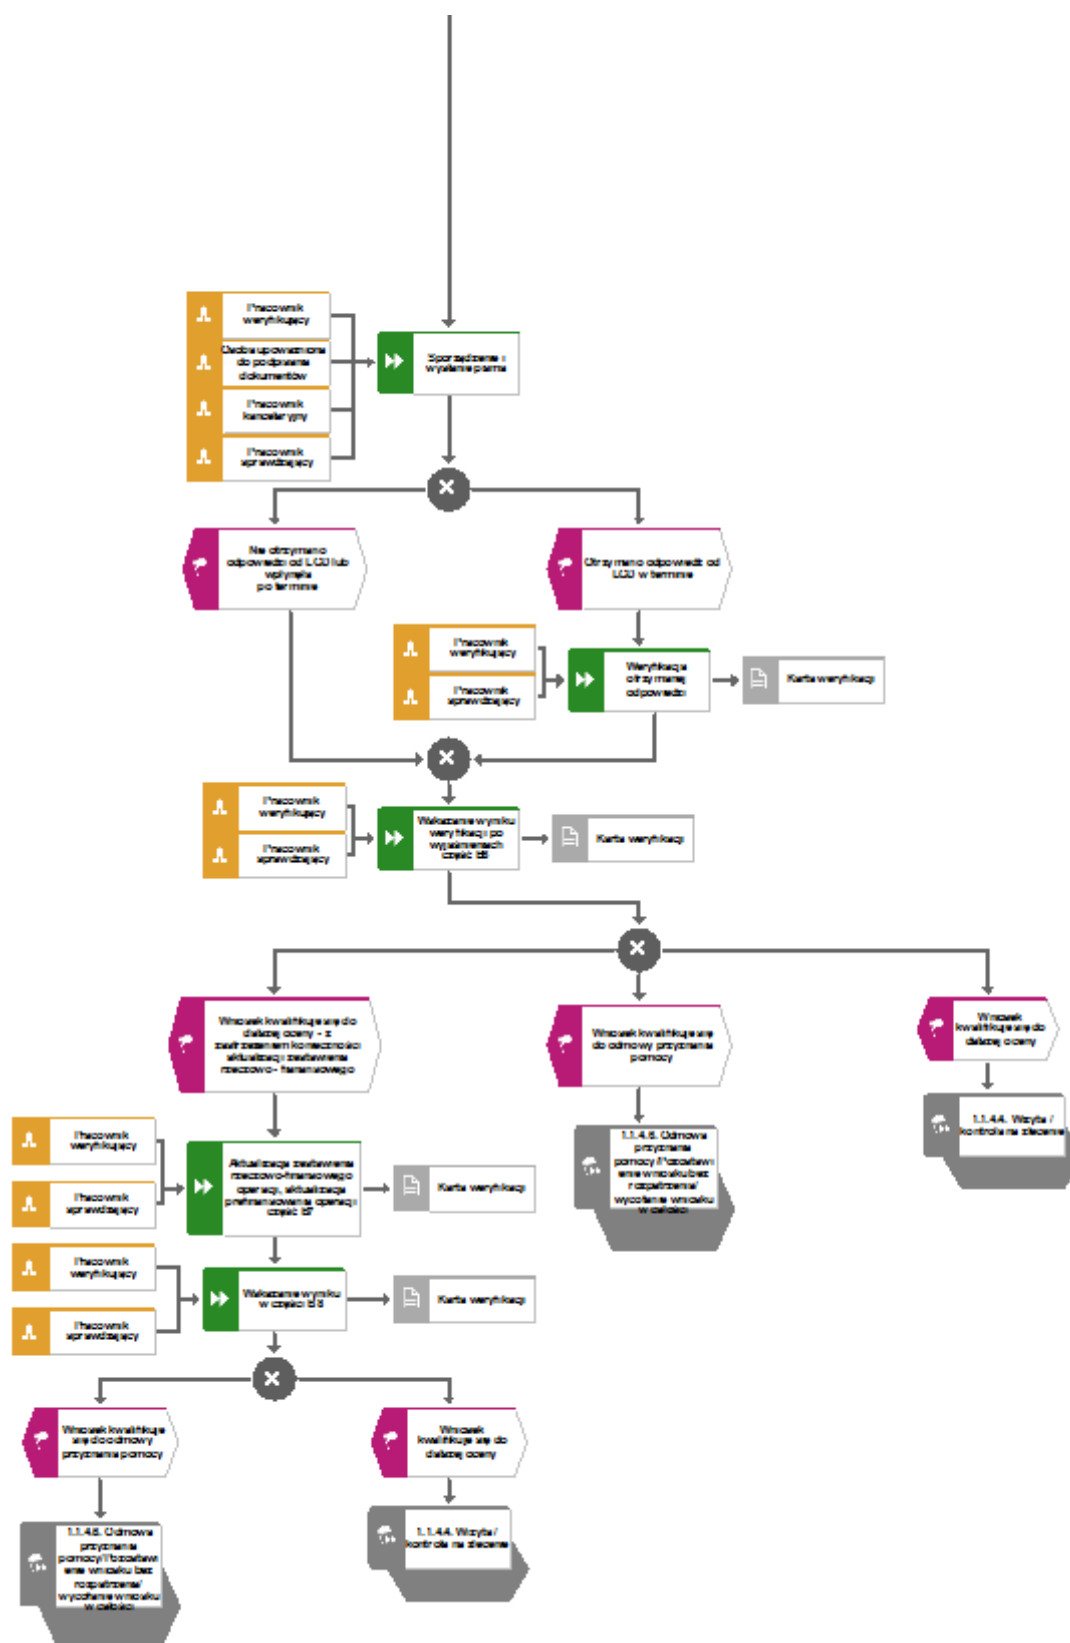 Pracownik
weryfikujący
Osoba upoważniona
do podpisania
dokumentów
Pracownik
kancelaryjny
Pracownik
sprawdzający
Sporządzenie i
wysłanie pisma
Nie otrzymano
odpowiedzi od LGD lub
wpłynęła
po terminie
Otrzymano odpowiedź od
LGD w terminie
Pracownik
weryfikujący
Pracownik
sprawdzający
Weryfikacja
otrzymanej
odpowiedzi
Karta weryfikacji
Pracownik
weryfikujący
Pracownik
sprawdzający
Wskazanie wyniku
weryfikacji po
wyjaśnieniach
część
Karta weryfikacji
Wniosek kwalifikuje się do
dalszej oceny - z
zastrzeżeniem konieczności
aktualizacji zestawienia
rzeczowo- finansowego
Wniosek kwalifikuje się
do odmowy przyznania
pomocy
Wniosek
kwalifikuje się do
dalszej oceny
1.1.4.6. Odmowa
przyznania
pomocy/Pozostawi
enie wniosku bez
rozpatrzenia/
wycofanie wniosku
w całości
1.1.4.4. Wizyta /
kontrola na zlecenie
Pracownik
weryfikujący
Pracownik
sprawdzający
Aktualizacja zestawienia
rzeczowo-finansowego
operacji, aktualizacja
prefinansowania operacji
część B7
Karta weryfikacji
Pracownik
weryfikujący
Pracownik
sprawdzający
Wskazanie wyniku
w części B8
Karta weryfikacji
Wniosek kwalifikuje
się do odmowy
przyznania pomocy
Wniosek
kwalifikuje się do
dalszej oceny
1.1.4.6. Odmowa
przyznania
pomocy/Pozostawi
enie wniosku bez
rozpatrzenia/
wycofanie wniosku
w całości
1.1.4.4. Wizyta /
kontrola na zlecenie